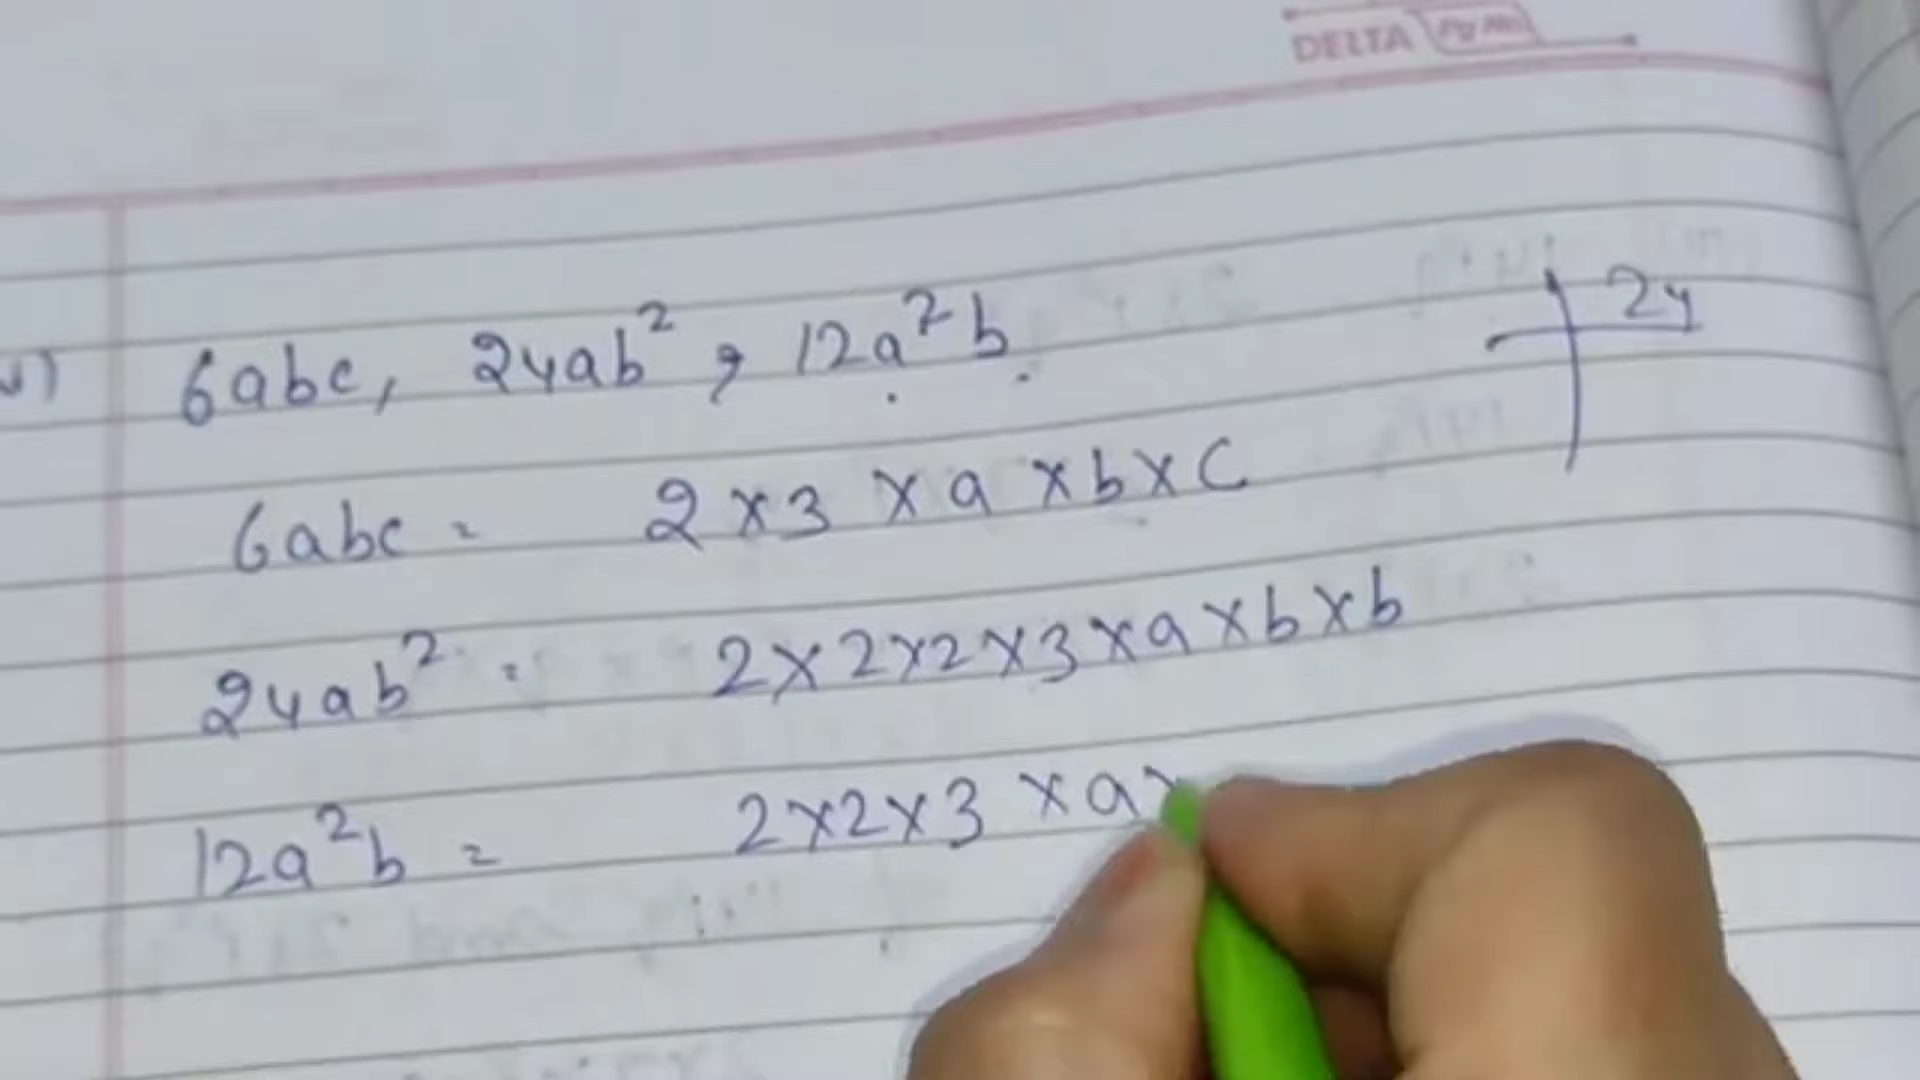 DELTA
6abc, 24ab², 12a²b
24
6abc = 2×3×a×b×c
24ab² = 2×2×2×3×a×b×b
12a²b = 2×2×3×a×